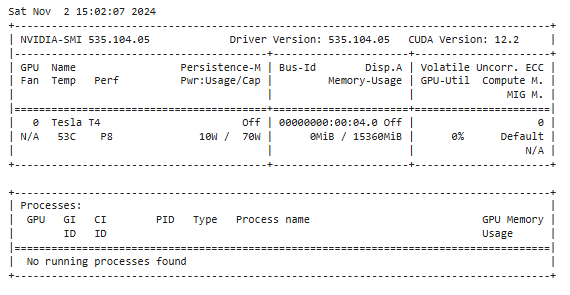 Sat Nov  2 15:02:07 2024
+---------------------------------------------------------------------------------------+
| NVIDIA-SMI 535.104.05             Driver Version: 535.104.05   CUDA Version: 12.2     |
|-----------------------------------------+----------------------+----------------------+
| GPU  Name                 Persistence-M | Bus-Id        Disp.A | Volatile Uncorr. ECC |
| Fan  Temp   Perf          Pwr:Usage/Cap |         Memory-Usage | GPU-Util  Compute M. |
|                                         |                      |               MIG M. |
|=========================================+======================+======================|
|   0  Tesla T4                       Off | 00000000:00:04.0 Off |                    0 |
| N/A   53C    P8              10W /  70W |      0MiB / 15360MiB |      0%      Default |
|                                         |                      |                  N/A |
+-----------------------------------------+----------------------+----------------------+

+---------------------------------------------------------------------------------------+
| Processes:                                                                            |
|  GPU   GI   CI        PID   Type   Process name                            GPU Memory |
|        ID   ID                                                             Usage      |
|=======================================================================================|
|  No running processes found                                                           |
+---------------------------------------------------------------------------------------+